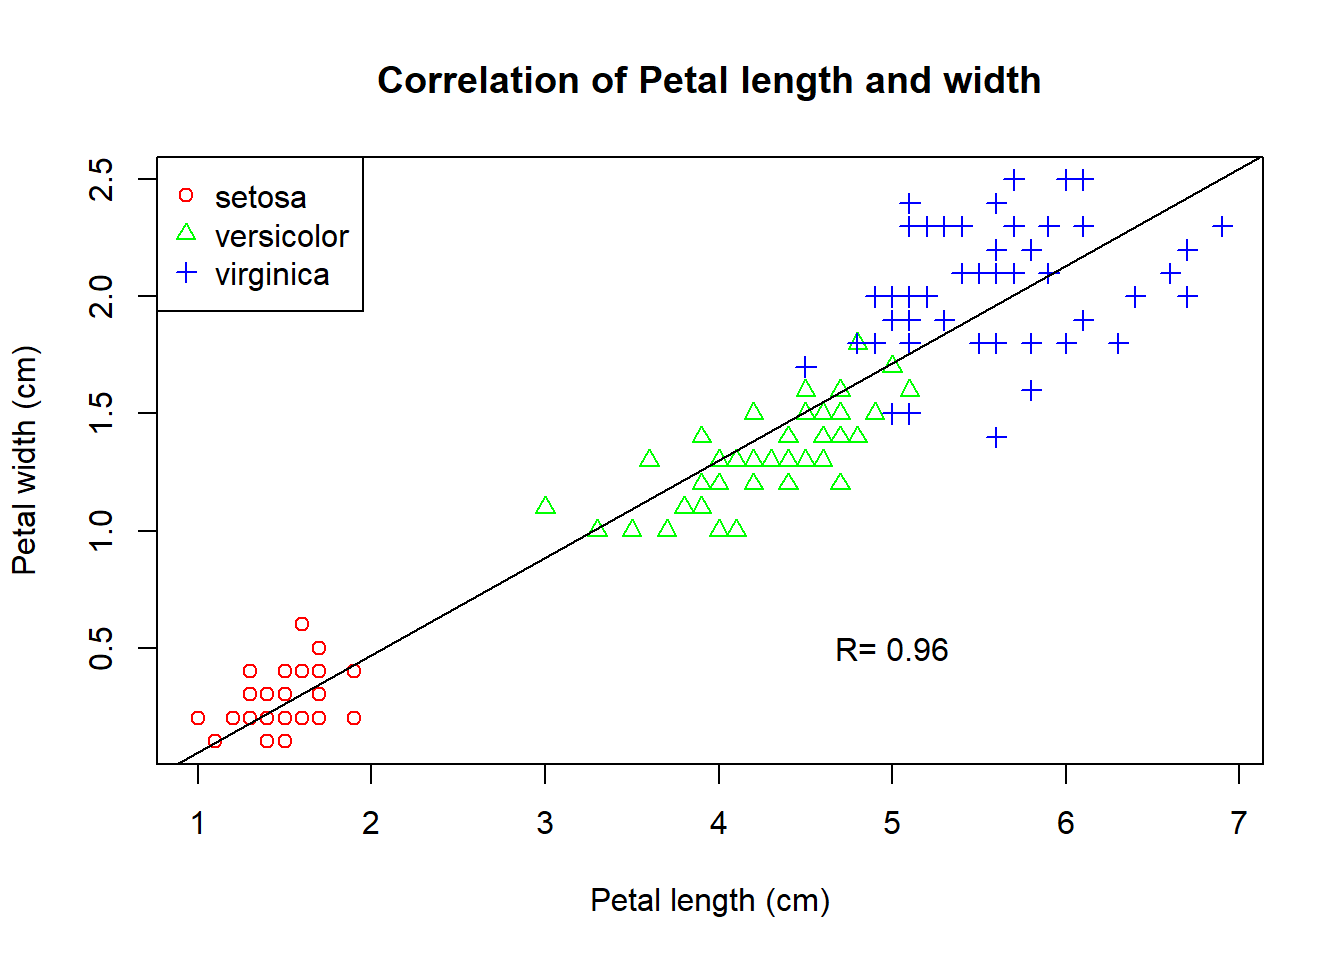 Correlation of Petal length and width
setosa
versicolor
virginica
Petal width (cm)
2.5
2.0
1.5
1.0
0.5
R= 0.96
1 2 3 4 5 6 7
Petal length (cm)